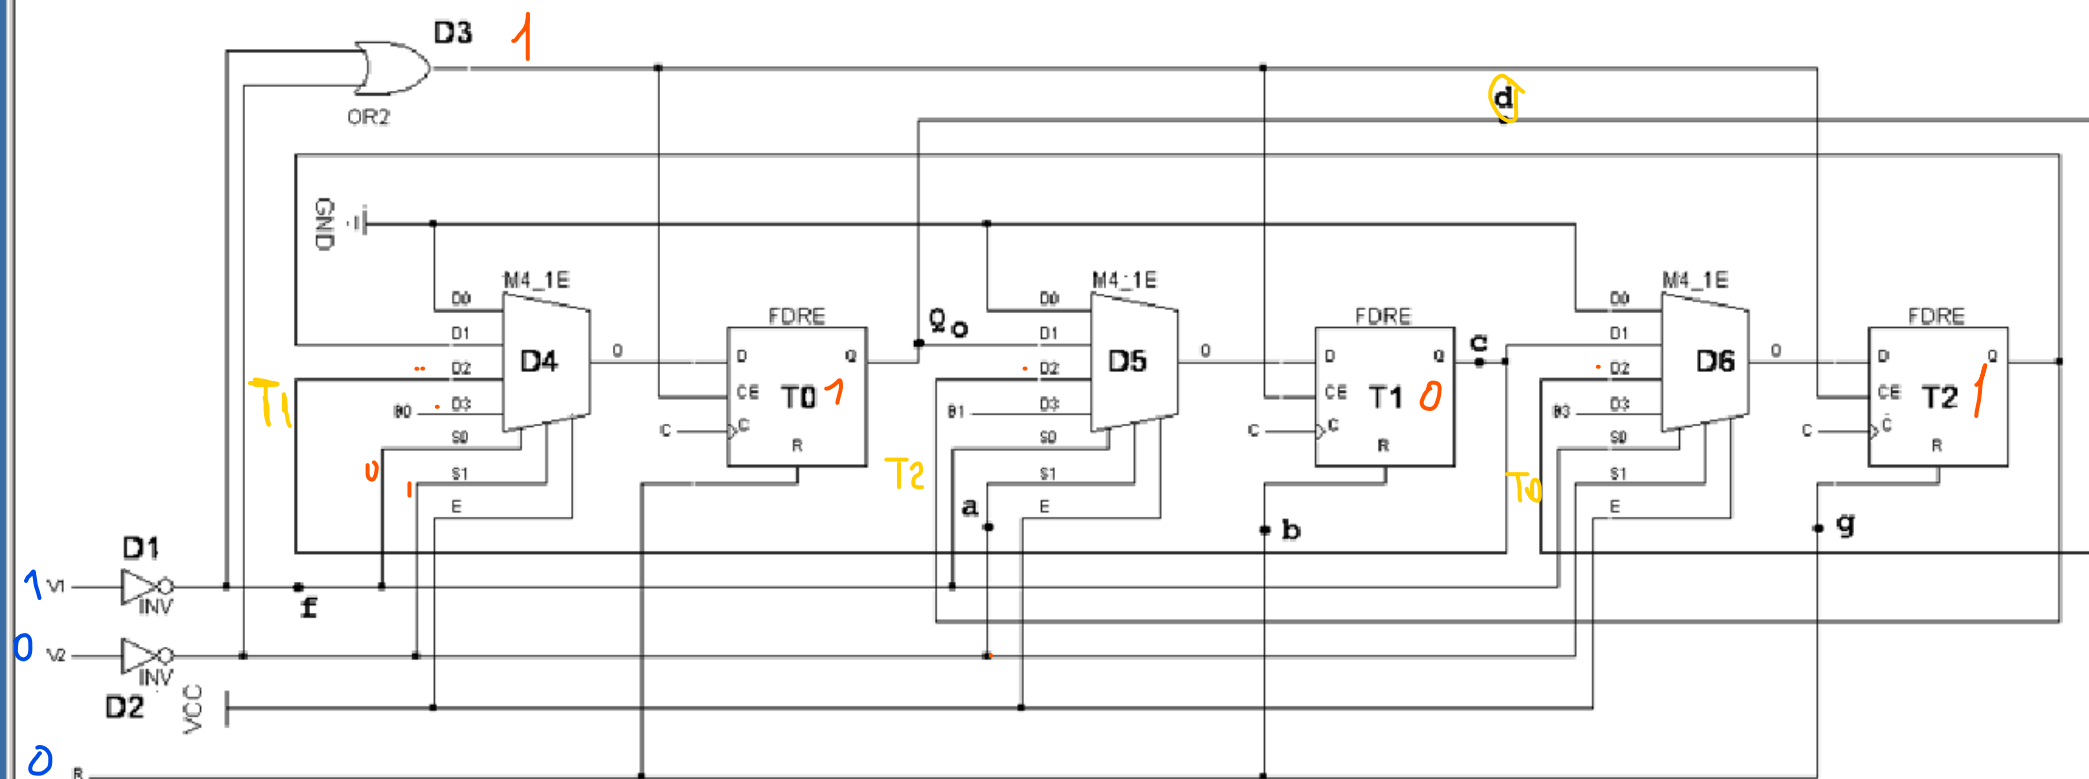 D3 1
OR2
d
GND
M4_1E M4_1E M4_1E
FDRE FDRE FDRE
D0 D0 D0
D1 Q0 D1 c D1
D2 D4 O D Q D2 D5 O D Q D2 D6 O D Q
T1 CE T0 1 CE T1 0 CE T2 1
B0 D3 B1 D3 B3 D3
C C C C C C
S0 R S0 R S0 R
0 T2 T0
1 S1 S1 S1
E a E b E g
D1
1 V1 INV f
0 V2 INV
D2 VCC
0 R